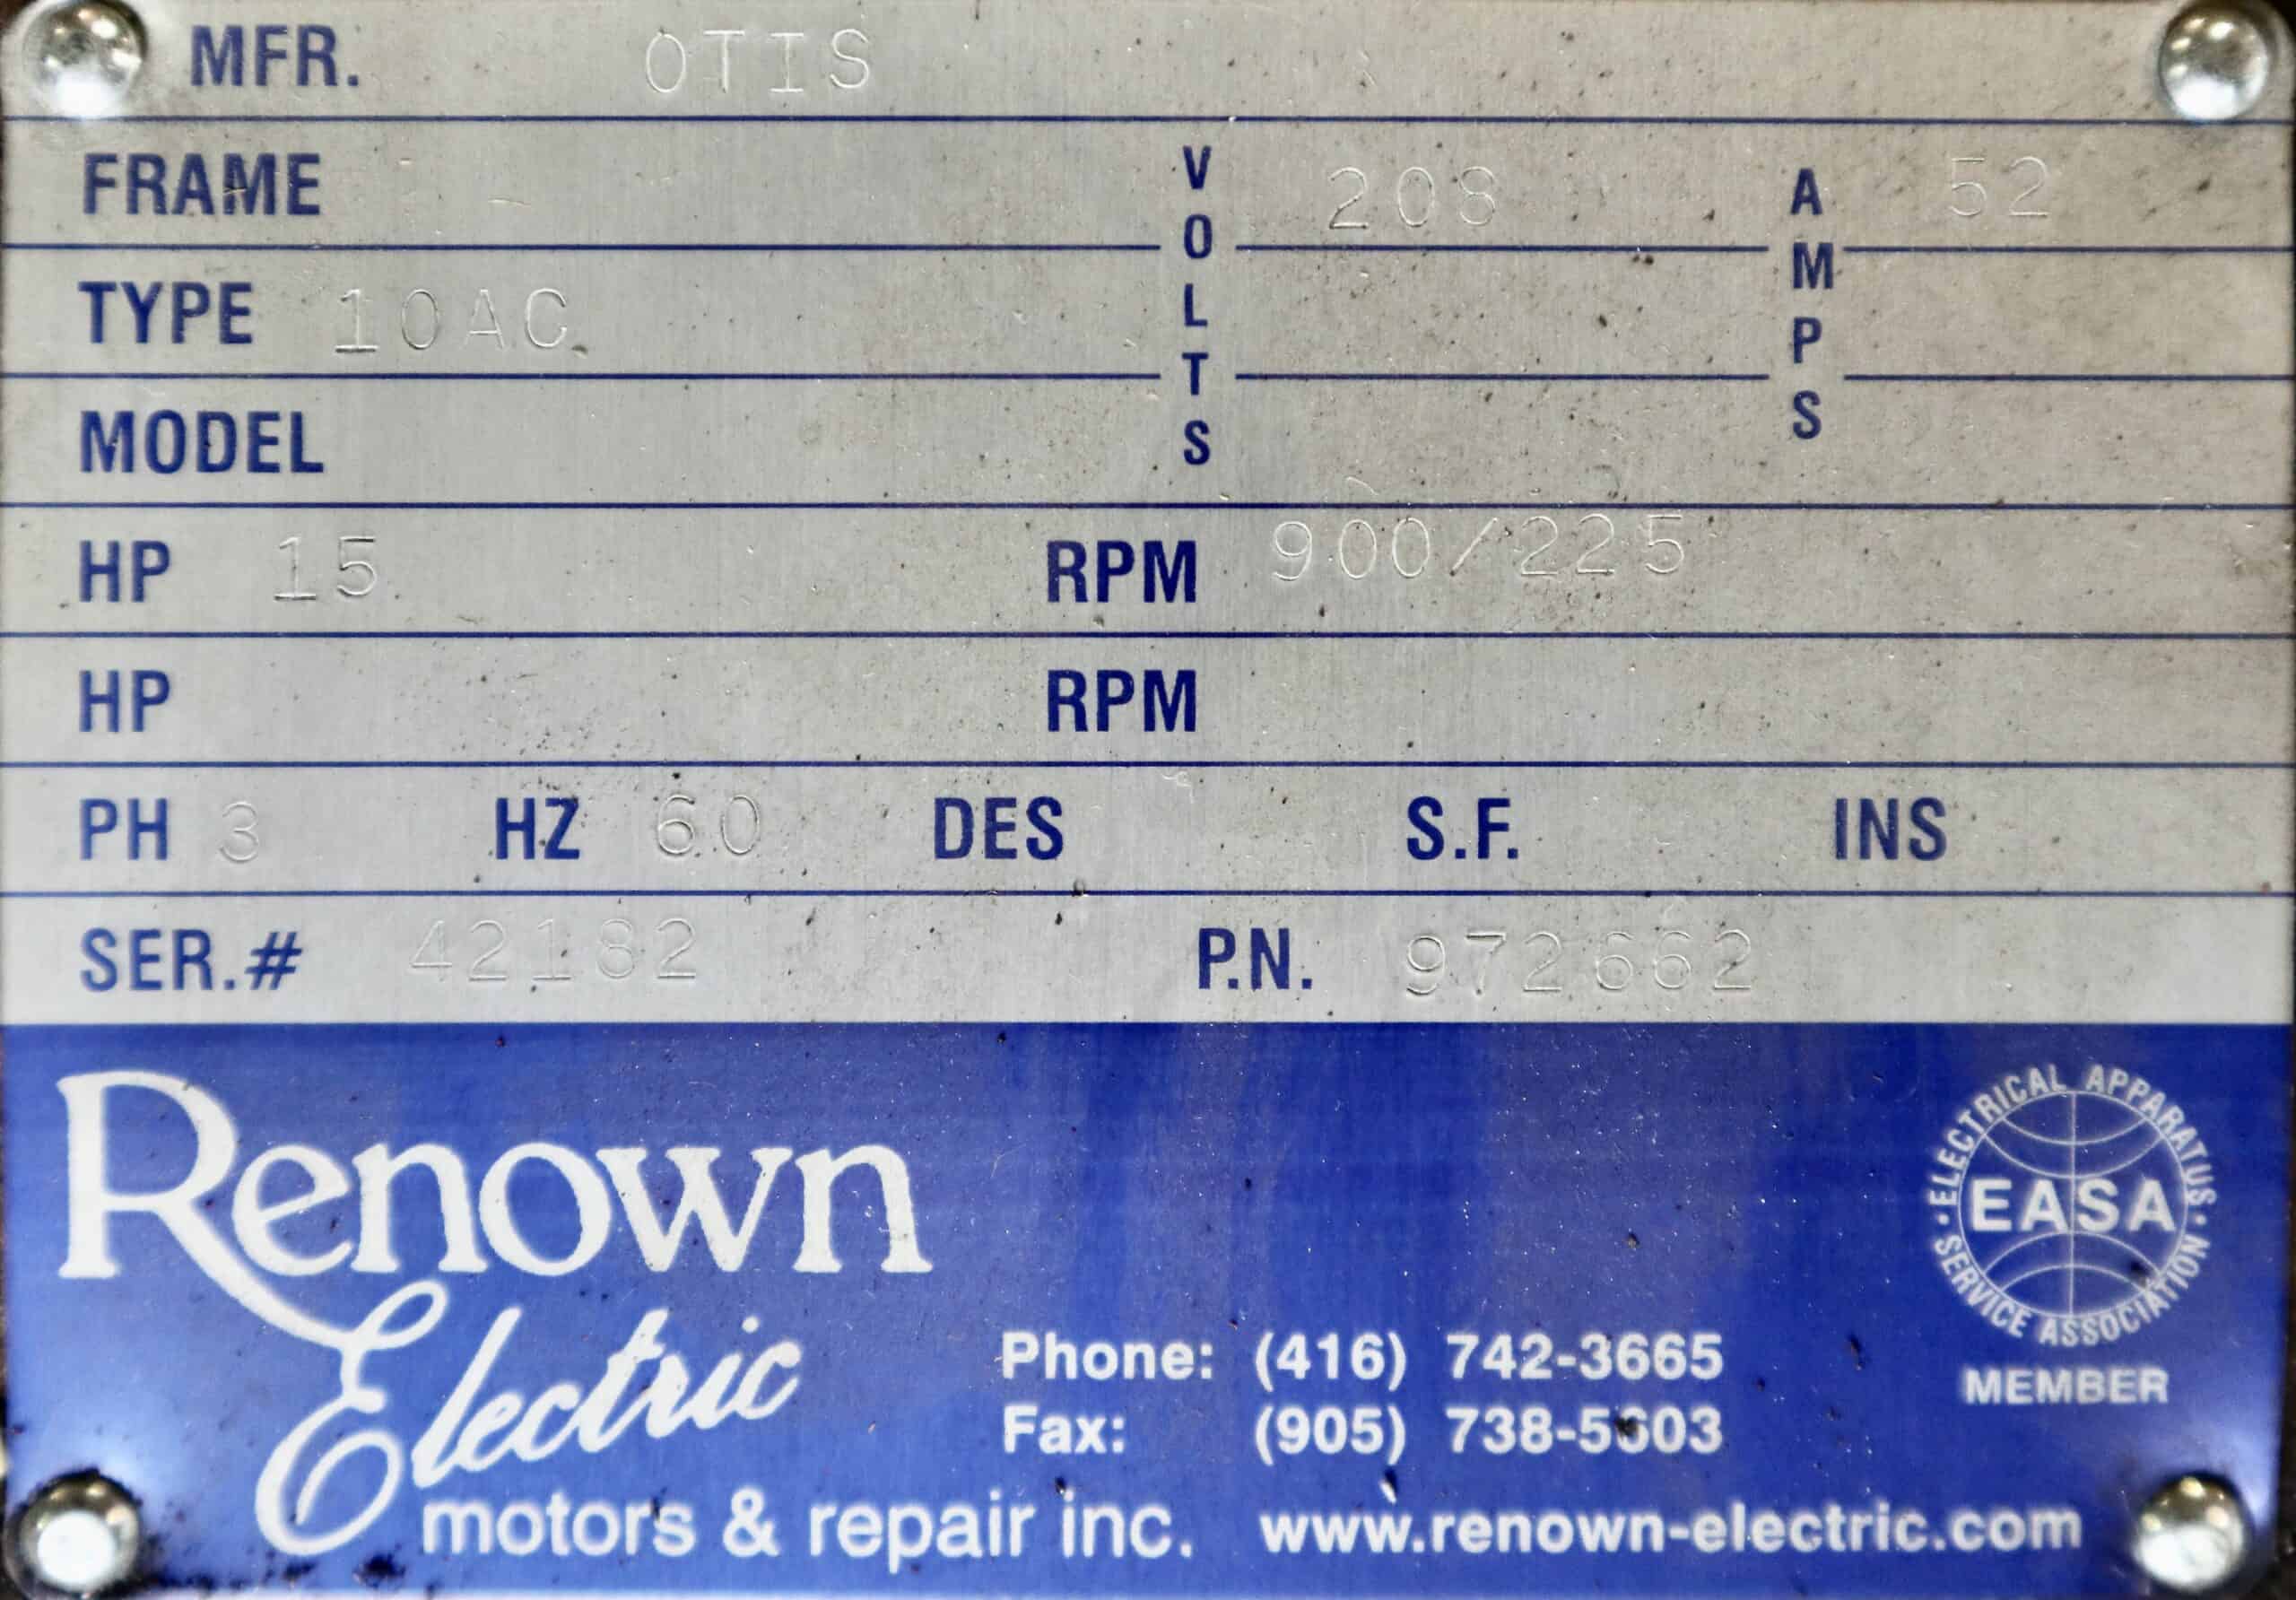 MFR. OTIS
FRAME VOLTS 208 AMPS 52
TYPE 10AC
MODEL
HP 15 RPM 900/225
HP RPM
PH 3 HZ 60 DES S.F. INS
SER.# 42182 P.N. 972662
Renown
Electric
motors & repair inc.
Phone: (416) 742-3665
Fax: (905) 738-5603
www.renown-electric.com
ELECTRICAL APPARATUS
EASA
SERVICE ASSOCIATION
MEMBER